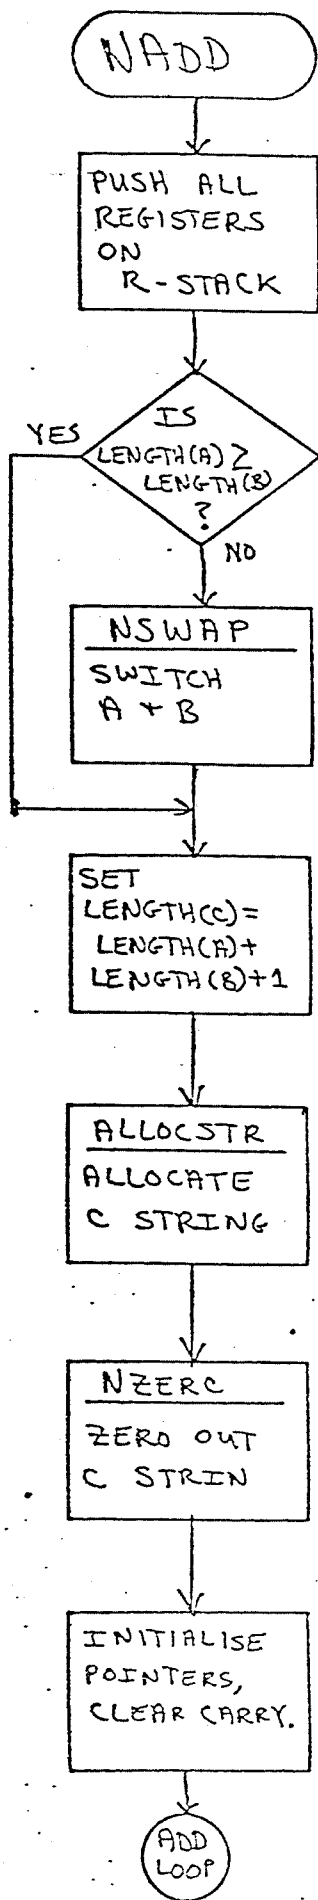 NADD
PUSH ALL
REGISTERS
ON
R-STACK
IS
LENGTH(A) ≥
LENGTH(B)
?
YES
NO
NSWAP
SWITCH
A + B
SET
LENGTH(C)=
LENGTH(A)+
LENGTH(B)+1
ALLOCSTR
ALLOCATE
C STRING
NZERC
ZERO OUT
C STRIN
INITIALISE
POINTERS,
CLEAR CARRY.
ADD
LOOP